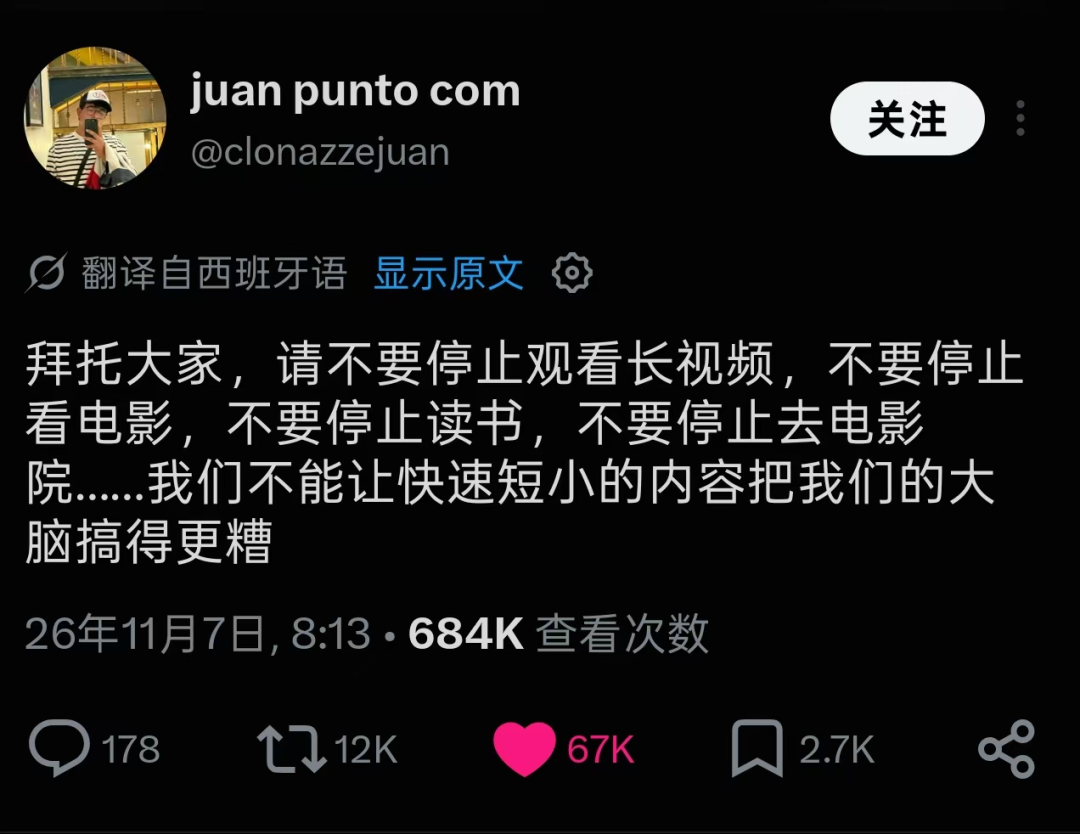 juan punto com
@clonazzejuan
关注
翻译自西班牙语 显示原文
拜托大家，请不要停止观看长视频，不要停止
看电影，不要停止读书，不要停止去电影
院……我们不能让快速短小的内容把我们的大
脑搞得更糟
26年11月7日, 8:13 · 684K 查看次数
178 12K 67K 2.7K